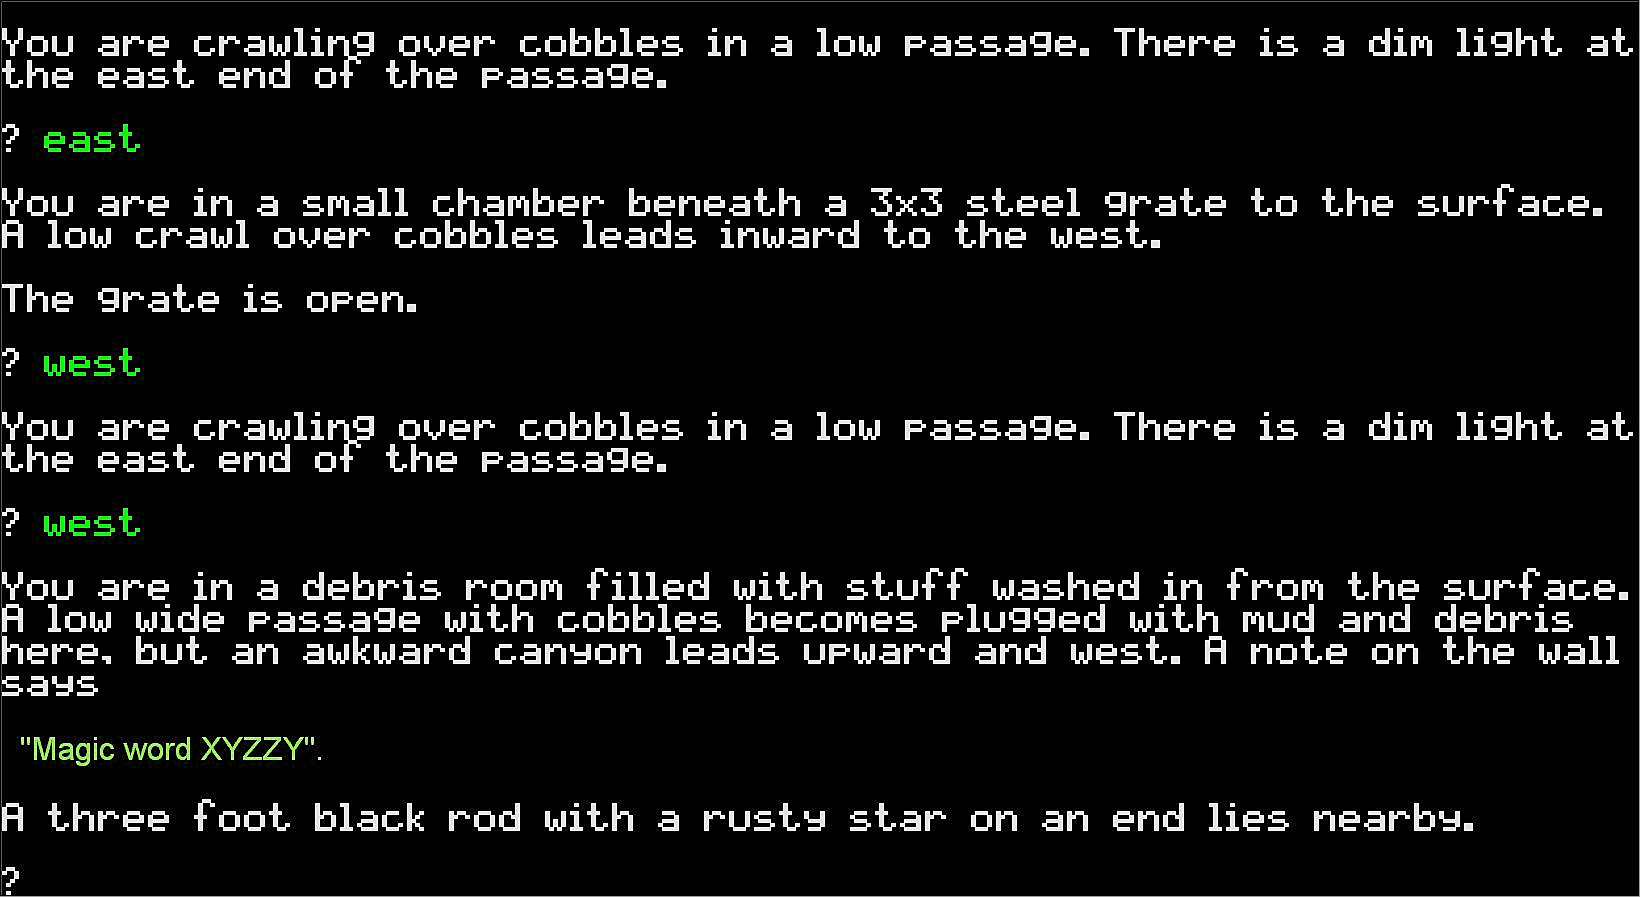 You are crawling over cobbles in a low passage. There is a dim light at
the east end of the passage.
? east
You are in a small chamber beneath a 3x3 steel grate to the surface.
A low crawl over cobbles leads inward to the west.
The grate is open.
? west
You are crawling over cobbles in a low passage. There is a dim light at
the east end of the passage.
? west
You are in a debris room filled with stuff washed in from the surface.
A low wide passage with cobbles becomes plugged with mud and debris
here, but an awkward canyon leads upward and west. A note on the wall
says
"Magic word XYZZY".
A three foot black rod with a rusty star on an end lies nearby.
?